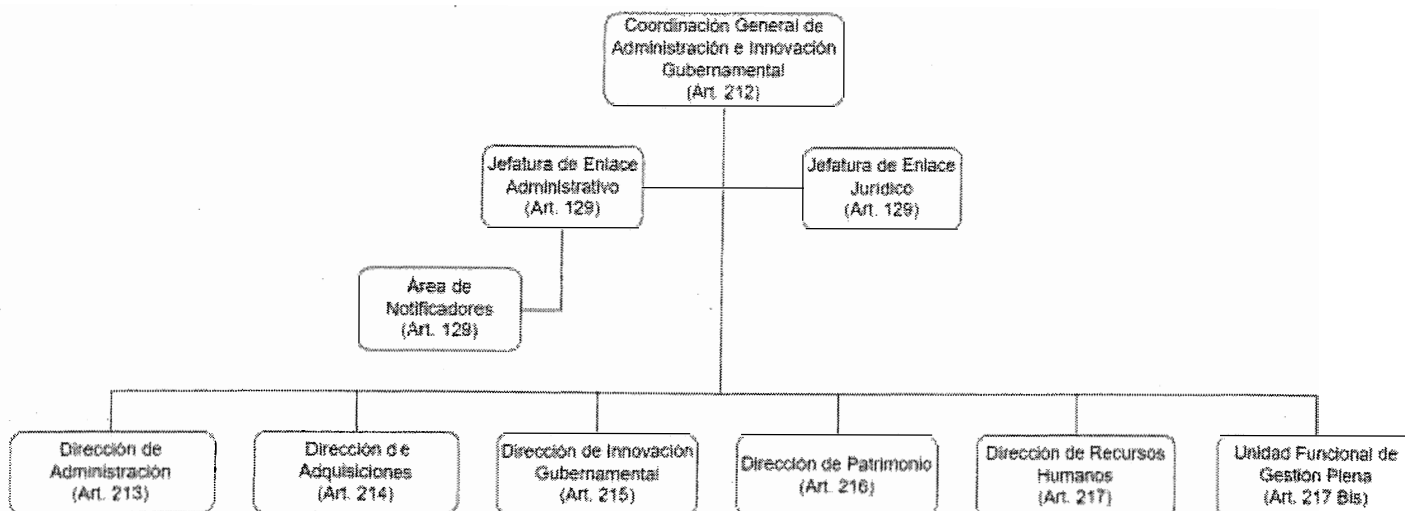 Coordinación General de
Administración e Innovación
Gubernamental
(Art. 212)
Jefatura de Enlace
Administrativo
(Art. 129)
Jefatura de Enlace
Jurídico
(Art. 129)
Área de
Notificadores
(Art. 129)
Dirección de
Administración
(Art. 213)
Dirección de
Adquisiciones
(Art. 214)
Dirección de Innovación
Gubernamental
(Art. 215)
Dirección de Patrimonio
(Art. 216)
Dirección de Recursos
Humanos
(Art. 217)
Unidad Funcional de
Gestión Plena
(Art. 217 Bis)